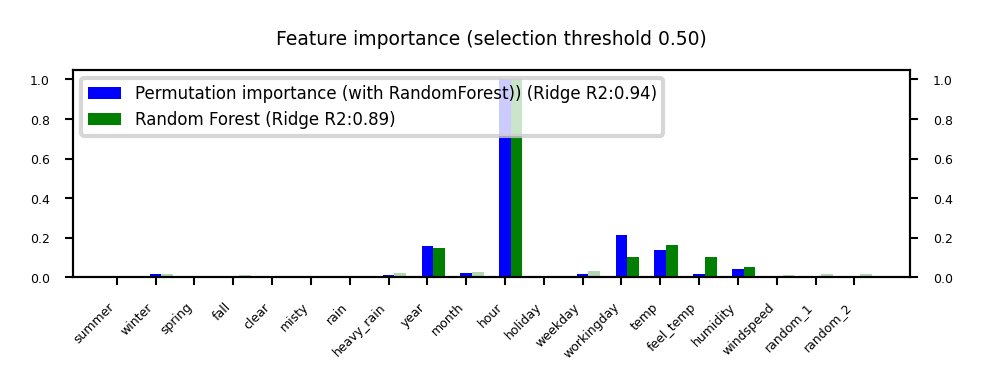 Feature importance (selection threshold 0.50)
Permutation importance (with RandomForest)) (Ridge R2:0.94)
Random Forest (Ridge R2:0.89)
1.0 1.0
0.8 0.8
0.6 0.6
0.4 0.4
0.2 0.2
0.0 0.0
summer
winter
spring
fall
clear
misty
rain
heavy_rain
year
month
hour
holiday
weekday
workingday
temp
feel_temp
humidity
windspeed
random_1
random_2